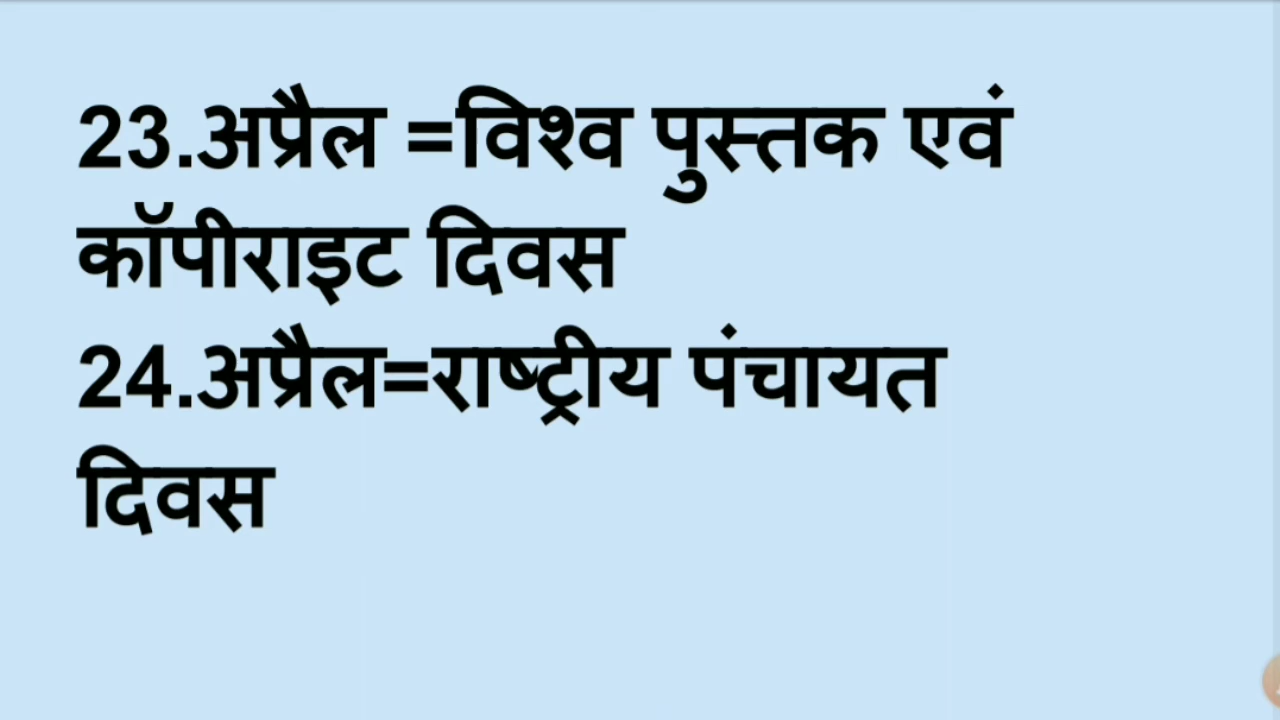 23.अप्रैल =विश्व पुस्तक एवं
कॉपीराइट दिवस
24.अप्रैल=राष्ट्रीय पंचायत
दिवस